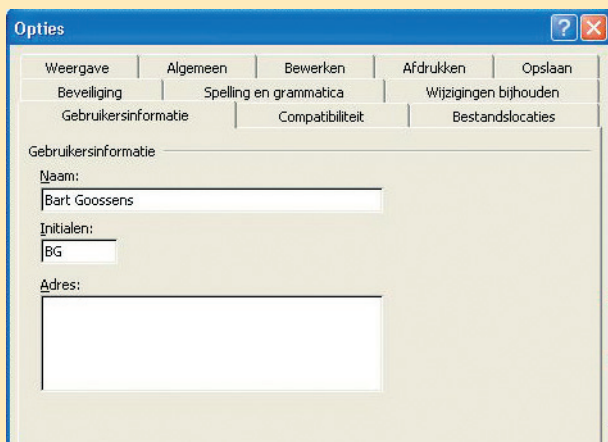 Opties
Weergave Algemeen Bewerken Afdrukken Opslaan
Beveiliging Spelling en grammatica Wijzigingen bijhouden
Gebruikersinformatie Compatibiliteit Bestandslocaties
Gebruikersinformatie
Naam:
Bart Goossens
Initialen:
BG
Adres: